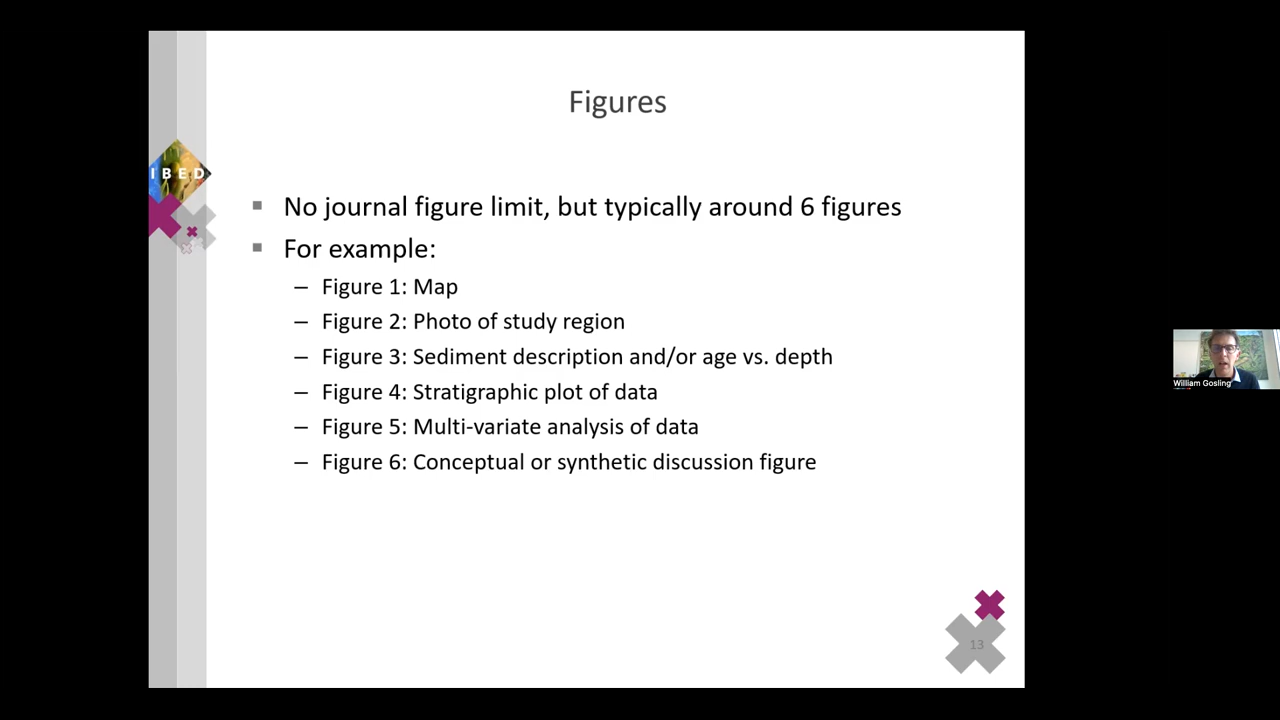 Figures
IBED
No journal figure limit, but typically around 6 figures
For example:
– Figure 1: Map
– Figure 2: Photo of study region
– Figure 3: Sediment description and/or age vs. depth
– Figure 4: Stratigraphic plot of data
– Figure 5: Multi-variate analysis of data
– Figure 6: Conceptual or synthetic discussion figure
William Gosling
13